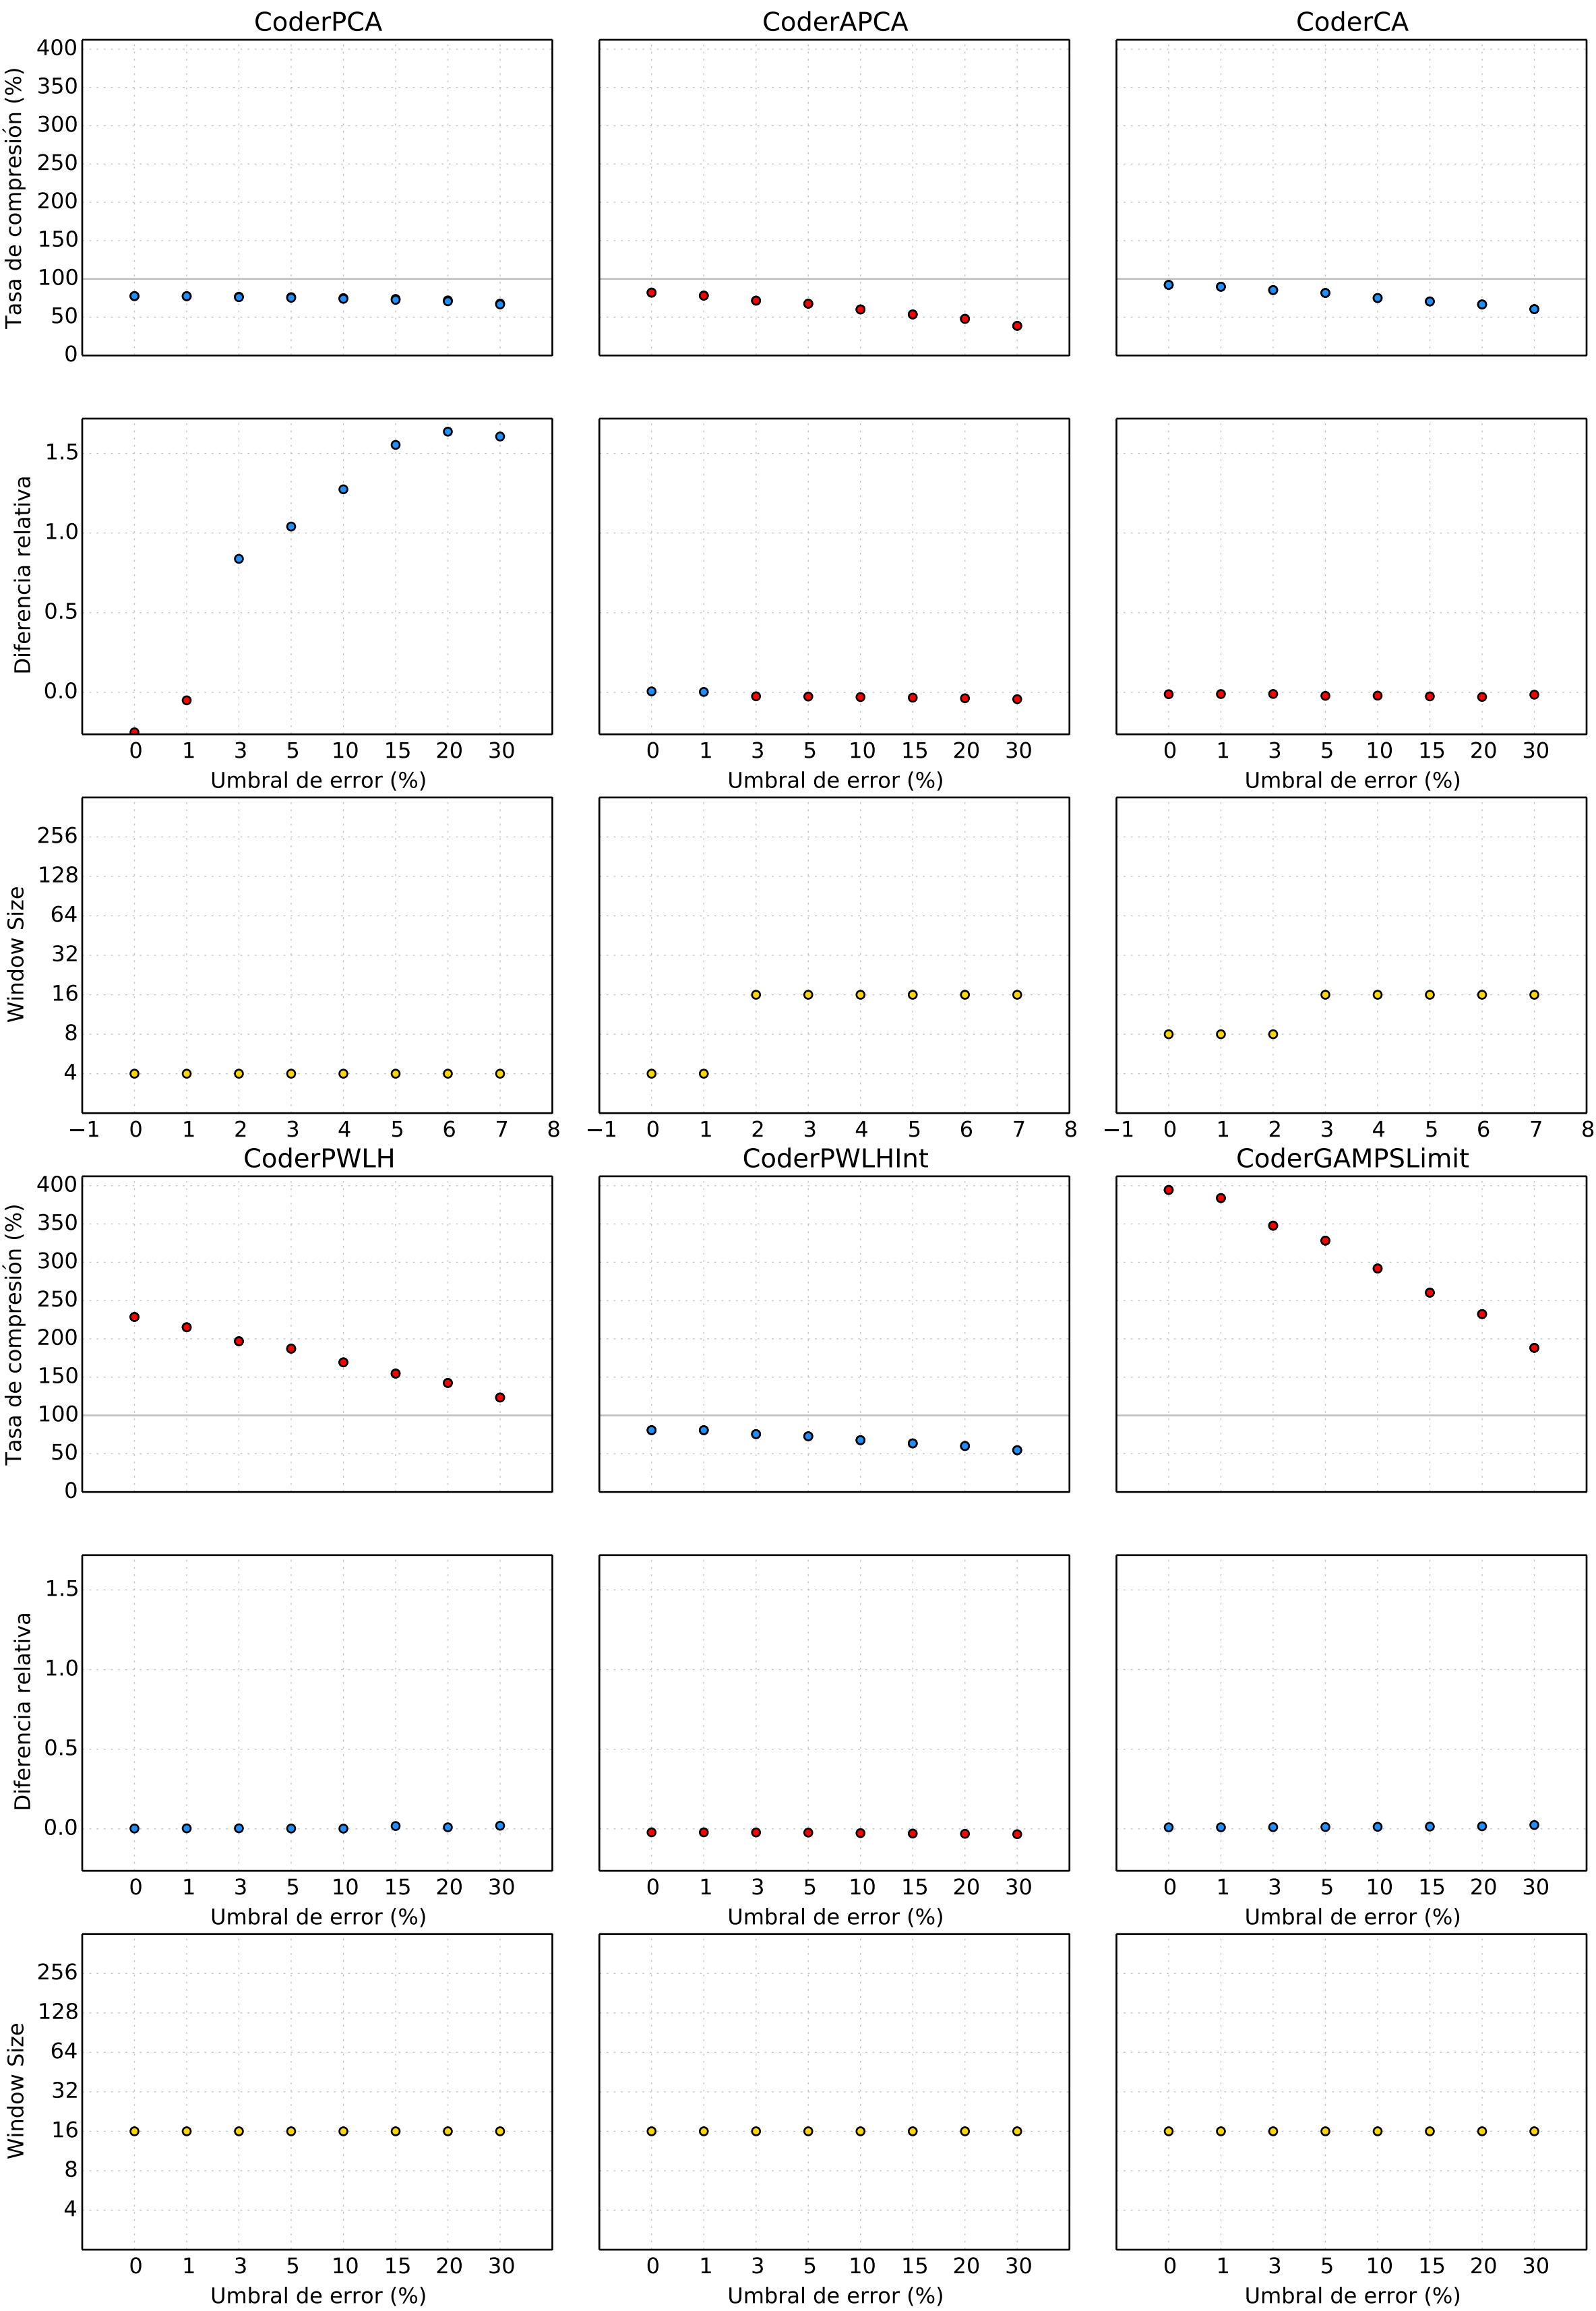 CoderPCA CoderAPCA CoderCA
Tasa de compresión (%)
400
350
300
250
200
150
100
50
0
Diferencia relativa
1.5
1.0
0.5
0.0
0 1 3 5 10 15 20 30 0 1 3 5 10 15 20 30 0 1 3 5 10 15 20 30
Umbral de error (%) Umbral de error (%) Umbral de error (%)
Window Size
256
128
64
32
16
8
4
−1 0 1 2 3 4 5 6 7 8 −1 0 1 2 3 4 5 6 7 8 −1 0 1 2 3 4 5 6 7 8
CoderPWLH CoderPWLHInt CoderGAMPSLimit
Tasa de compresión (%)
400
350
300
250
200
150
100
50
0
Diferencia relativa
1.5
1.0
0.5
0.0
0 1 3 5 10 15 20 30 0 1 3 5 10 15 20 30 0 1 3 5 10 15 20 30
Umbral de error (%) Umbral de error (%) Umbral de error (%)
Window Size
256
128
64
32
16
8
4
0 1 3 5 10 15 20 30 0 1 3 5 10 15 20 30 0 1 3 5 10 15 20 30
Umbral de error (%) Umbral de error (%) Umbral de error (%)